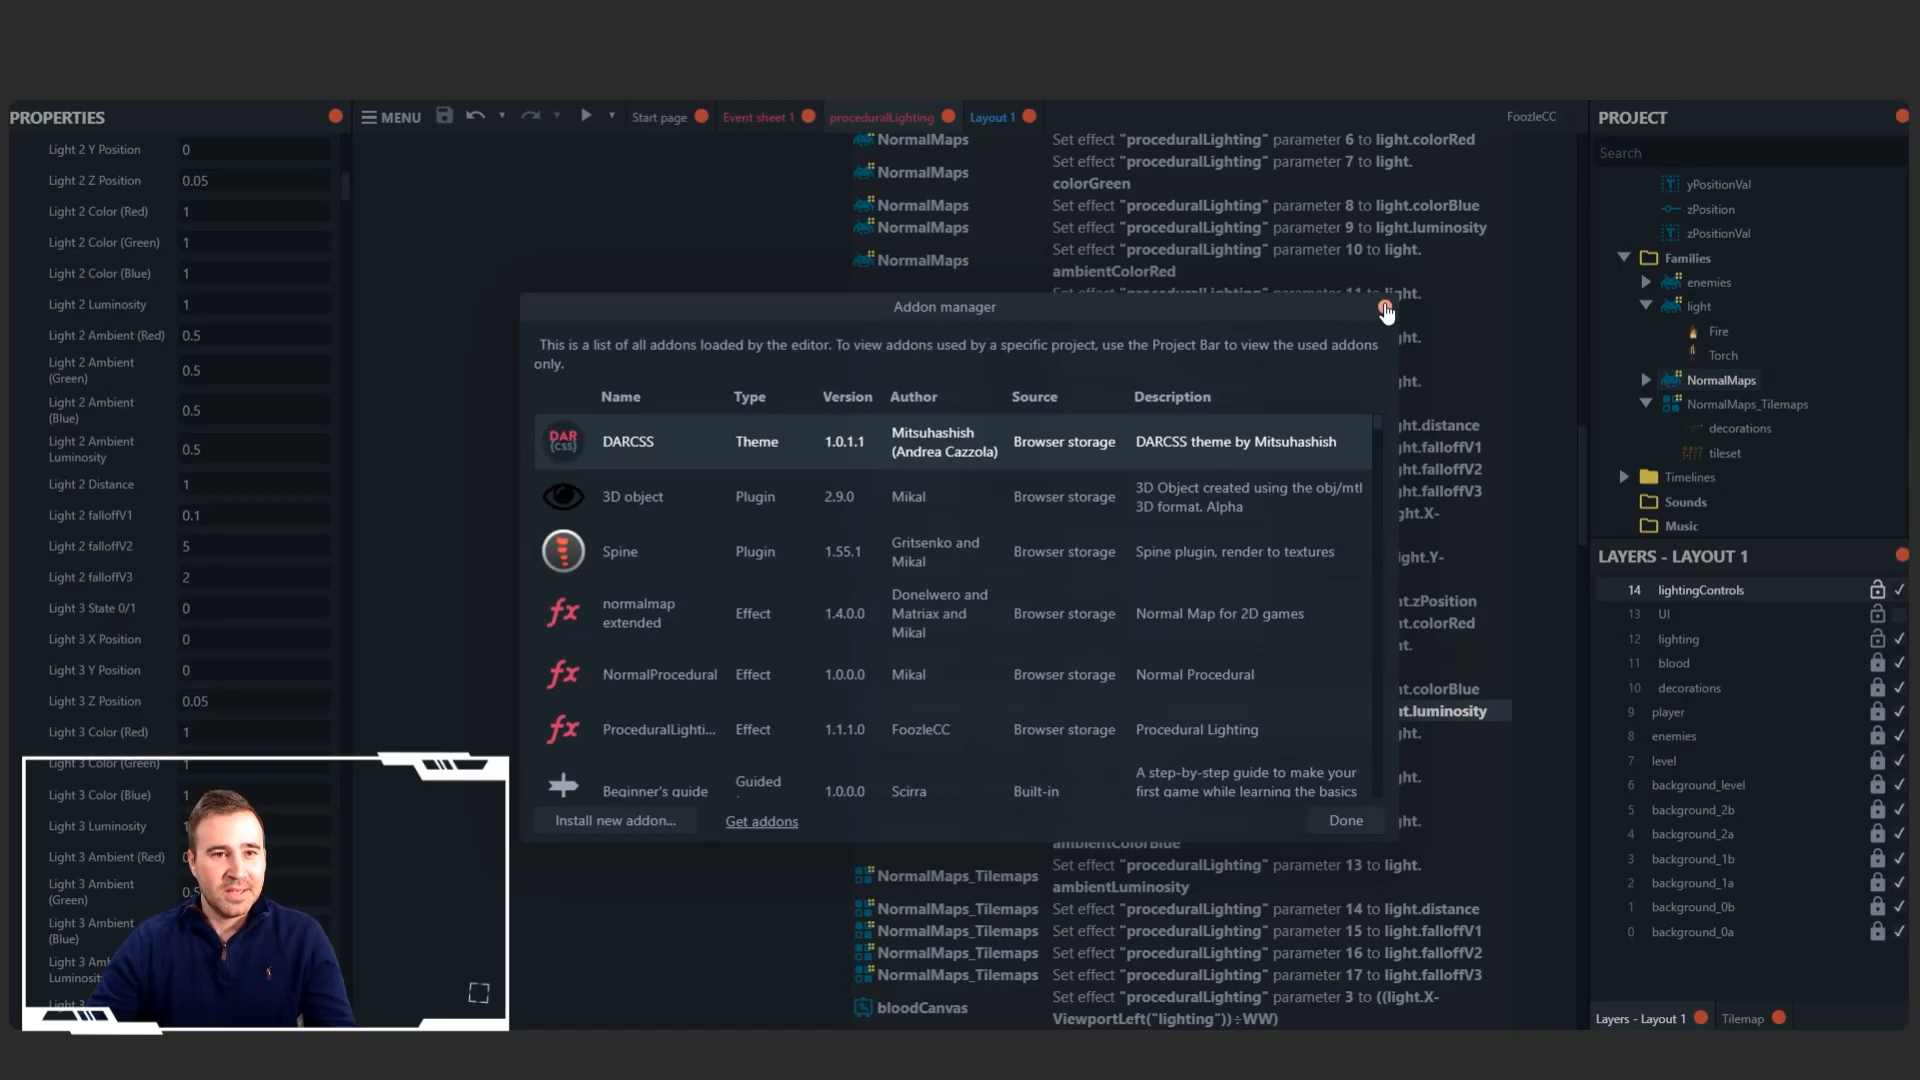 PROPERTIES
MENU
Start page
Event sheet 1
proceduralLighting
Layout 1
FoozleCC
PROJECT
Light 2 Y Position 0
Light 2 Z Position 0.05
Light 2 Color (Red) 1
Light 2 Color (Green) 1
Light 2 Color (Blue) 1
Light 2 Luminosity 1
Light 2 Ambient (Red) 0.5
Light 2 Ambient
(Green) 0.5
Light 2 Ambient
(Blue) 0.5
Light 2 Ambient
Luminosity 0.5
Light 2 Distance 1
Light 2 falloffV1 0.1
Light 2 falloffV2 5
Light 2 falloffV3 2
Light 3 State 0/1 0
Light 3 X Position 0
Light 3 Y Position 0
Light 3 Z Position 0.05
Light 3 Color (Red) 1
Light 3 Color (Green) 1
Light 3 Color (Blue) 1
Light 3 Luminosity
Light 3 Ambient (Red)
Light 3 Ambient
(Green)
Light 3 Ambient
(Blue)
Light 3
NormalMaps Set effect "proceduralLighting" parameter 6 to light.colorRed
NormalMaps Set effect "proceduralLighting" parameter 7 to light.
colorGreen
NormalMaps Set effect "proceduralLighting" parameter 8 to light.colorBlue
NormalMaps Set effect "proceduralLighting" parameter 9 to light.luminosity
NormalMaps Set effect "proceduralLighting" parameter 10 to light.
ambientColorRed
Addon manager
This is a list of all addons loaded by the editor. To view addons used by a specific project, use the Project Bar to view the used addons
only.
Name Type Version Author Source Description
DARCSS Theme 1.0.1.1 Mitsuhashish
(Andrea Cazzola) Browser storage DARCSS theme by Mitsuhashish
3D object Plugin 2.9.0 Mikal Browser storage 3D Object created using the obj/mtl
3D format. Alpha
Spine Plugin 1.55.1 Gritsenko and
Mikal Browser storage Spine plugin, render to textures
normalmap
extended Effect 1.4.0.0 Donelwero and
Matriax and
Mikal Browser storage Normal Map for 2D games
NormalProcedural Effect 1.0.0.0 Mikal Browser storage Normal Procedural
ProceduralLighti... Effect 1.1.1.0 FoozleCC Browser storage Procedural Lighting
Beginner's guide Guided 1.0.0.0 Scirra Built-in A step-by-step guide to make your
first game while learning the basics
Install new addon...
Get addons
Done
ambientColorBlue
NormalMaps_Tilemaps Set effect "proceduralLighting" parameter 13 to light.
ambientLuminosity
NormalMaps_Tilemaps Set effect "proceduralLighting" parameter 14 to light.distance
NormalMaps_Tilemaps Set effect "proceduralLighting" parameter 15 to light.falloffV1
NormalMaps_Tilemaps Set effect "proceduralLighting" parameter 16 to light.falloffV2
NormalMaps_Tilemaps Set effect "proceduralLighting" parameter 17 to light.falloffV3
bloodCanvas Set effect "proceduralLighting" parameter 3 to ((light.X-
ViewportLeft("lighting"))÷WW)
Search
yPositionVal
zPosition
zPositionVal
Families
enemies
light
Fire
Torch
NormalMaps
NormalMaps_Tilemaps
decorations
tileset
Timelines
Sounds
Music
LAYERS - LAYOUT 1
14 lightingControls
13 UI
12 lighting
11 blood
10 decorations
9 player
8 enemies
7 level
6 background_level
5 background_2b
4 background_2a
3 background_1b
2 background_1a
1 background_0b
0 background_0a
Layers - Layout 1
Tilemap